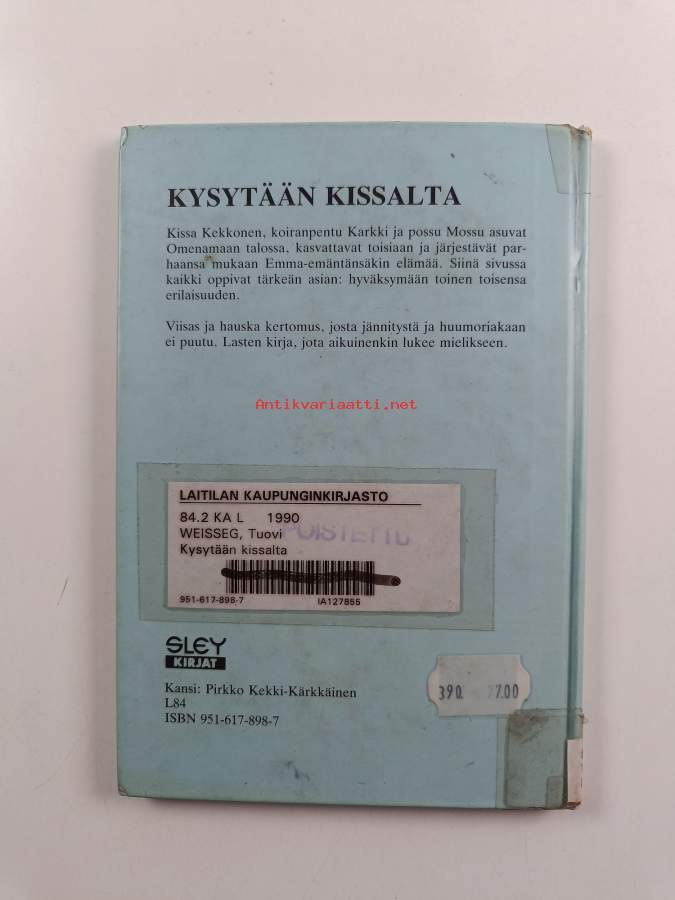 KYSYTÄÄN KISSALTA
Kissa Kekkonen, koiranpentu Karkki ja possu Mossu asuvat
Omenamaan talossa, kasvattavat toisiaan ja järjestävät par-
haansa mukaan Emma-emäntänsäkin elämää. Siinä sivussa
kaikki oppivat tärkeän asian: hyväksymään toinen toisensa
erilaisuuden.
Viisas ja hauska kertomus, josta jännitystä ja huumoriakaan
ei puutu. Lasten kirja, jota aikuinenkin lukee mielikseen.
Antikvariaatti.net
LAITILAN KAUPUNGINKIRJASTO
84.2 KA L 1990
POISTETTU
WEISSEG, Tuovi
Kysytään kissalta
951-617-898-7 IA127855
SLEY
KIRJAT
390 77.00
Kansi: Pirkko Kekki-Kärkkäinen
L84
ISBN 951-617-898-7